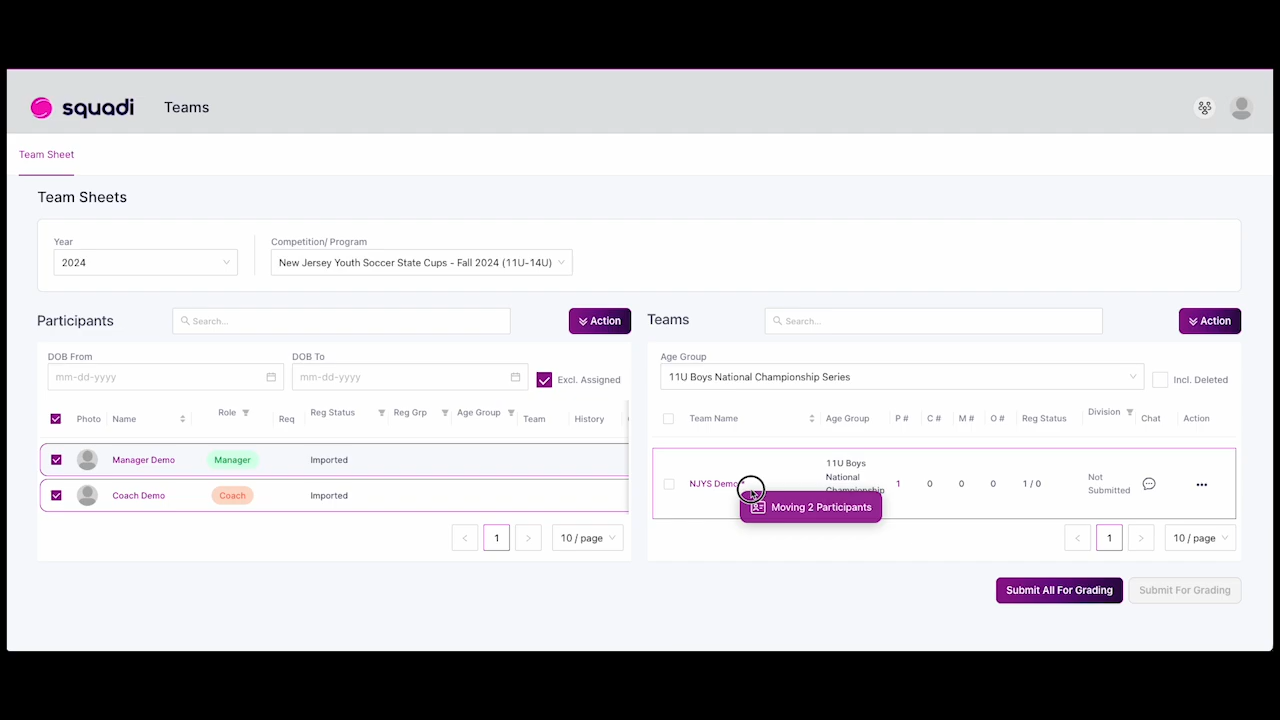 squadi
Teams
Team Sheet
Team Sheets
Year
Competition/ Program
2024
New Jersey Youth Soccer State Cups - Fall 2024 (11U-14U)
Participants
Search...
Action
DOB From
DOB To
mm-dd-yyyy
mm-dd-yyyy
Excl. Assigned
Photo
Name
Role
Req
Reg Status
Reg Grp
Age Group
Team
History
Manager Demo
Manager
Imported
Coach Demo
Coach
Imported
<
1
>
10 / page
Teams
Search...
Action
Age Group
11U Boys National Championship Series
Incl. Deleted
Team Name
Age Group
P #
C #
M #
O #
Reg Status
Division
Chat
Action
NJYS Demo
11U Boys
National
Championship
1
0
0
0
1 / 0
Not
Submitted
Moving 2 Participants
<
1
>
10 / page
Submit All For Grading
Submit For Grading